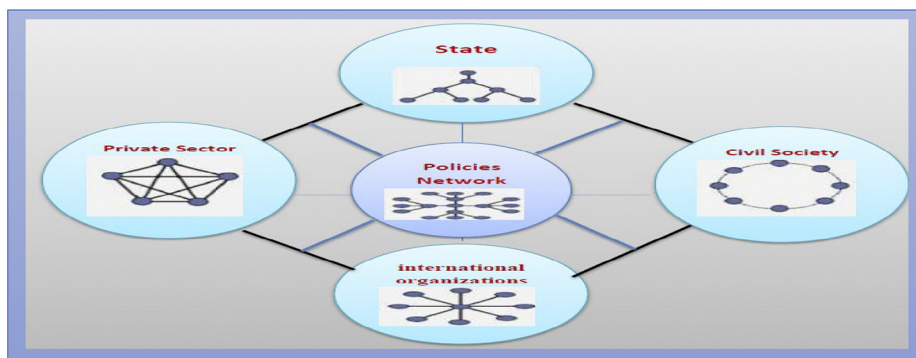 State
Private Sector
Civil Society
Policies
Network
international
organizations